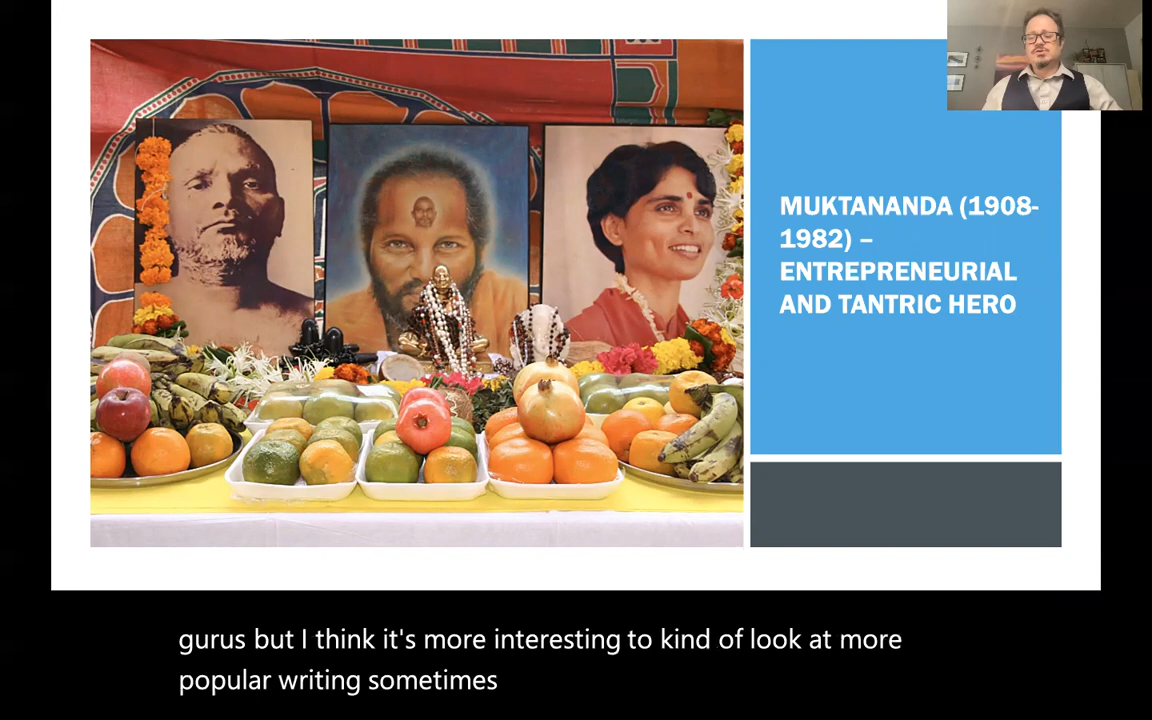 MUKTANANDA (1908-
1982) –
ENTREPRENEURIAL
AND TANTRIC HERO
gurus but I think it's more interesting to kind of look at more
popular writing sometimes